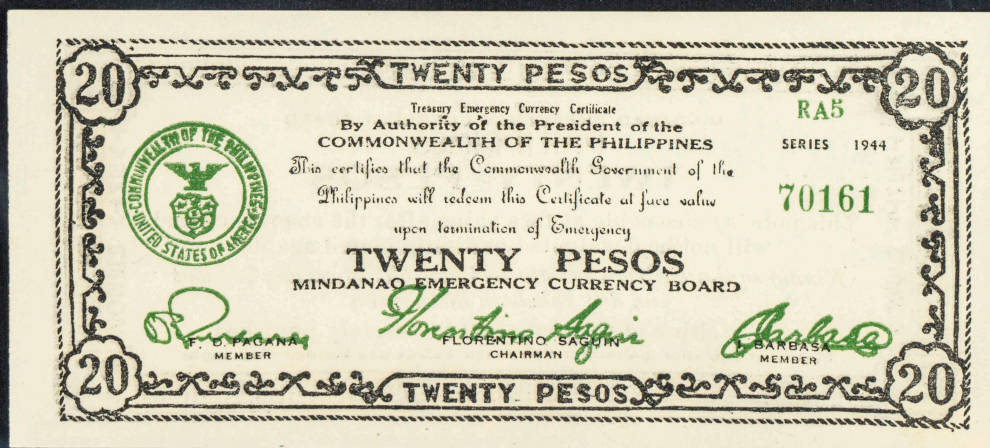 20 TWENTY PESOS 20
Treasury Emergency Currency Certificate
By Authority of the President of the
COMMONWEALTH OF THE PHILIPPINES
RA5
SERIES 1944
This certifies that the Commonwealth Government of the
Philippines will redeem this Certificate at face value
upon termination of Emergency
70161
COMMONWEALTH OF THE PHILIPPINES
UNITED STATES OF AMERICA
TWENTY PESOS
MINDANAO EMERGENCY CURRENCY BOARD
Florentino Saguin
F. D. PACANA
MEMBER
FLORENTINO SAGUIN
CHAIRMAN
BARBASA
MEMBER
20 TWENTY PESOS 20